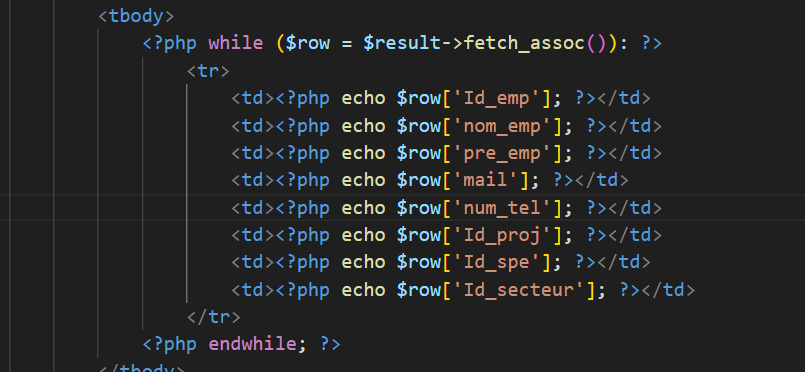 <tbody>
<?php while ($row = $result->fetch_assoc()): ?>
<tr>
<td><?php echo $row['Id_emp']; ?></td>
<td><?php echo $row['nom_emp']; ?></td>
<td><?php echo $row['pre_emp']; ?></td>
<td><?php echo $row['mail']; ?></td>
<td><?php echo $row['num_tel']; ?></td>
<td><?php echo $row['Id_proj']; ?></td>
<td><?php echo $row['Id_spe']; ?></td>
<td><?php echo $row['Id_secteur']; ?></td>
</tr>
<?php endwhile; ?>
</tbody>